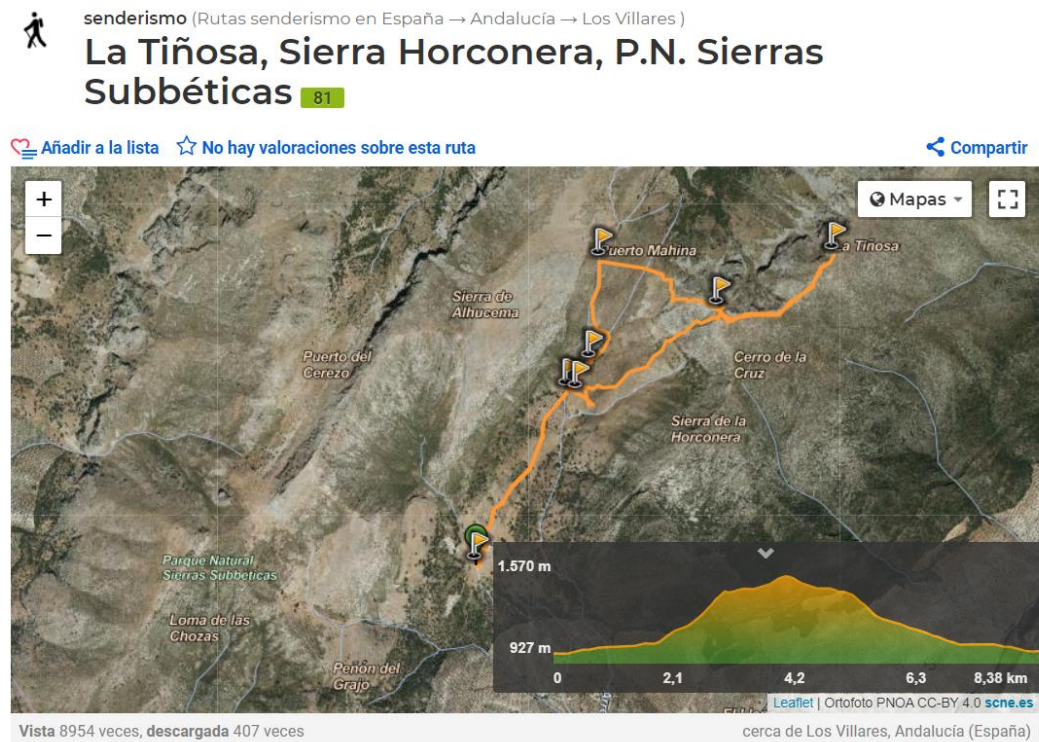 senderismo (Rutas senderismo en España → Andalucía → Los Villares )
La Tiñosa, Sierra Horconera, P.N. Sierras
Subbéticas 81
Añadir a la lista No hay valoraciones sobre esta ruta Compartir
+
−
Mapas
Puerto Mahina
La Tiñosa
Sierra de
Alhucema
Puerto del
Cerezo
Cerro de la
Cruz
Sierra de la
Horconera
Parque Natural
Sierras Subbéticas
Loma de las
Chozas
Peñón del
Grajo
1.570 m
927 m
0 2,1 4,2 6,3 8,38 km
Leaflet | Ortofoto PNOA CC-BY 4.0 scne.es
Vista 8954 veces, descargada 407 veces cerca de Los Villares, Andalucía (España)